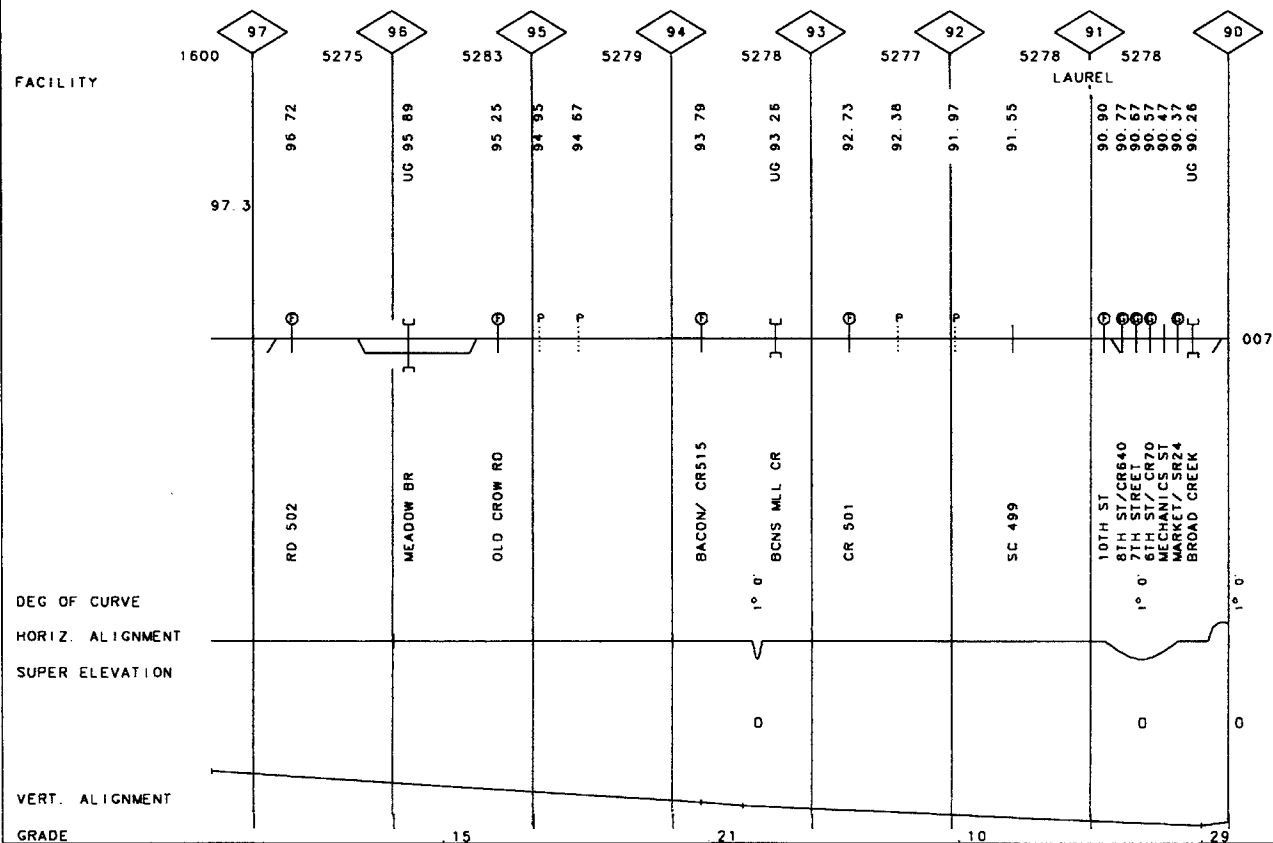 97 96 95 94 93 92 91 90
1600 5275 5283 5279 5278 5277 5278 5278
LAUREL
FACILITY
96 72
UG 95 89
95 25
94 95
94 67
93 79
UG 93 26
92.73
92.38
91.97
91.55
90.90
90.77
90.67
90.57
90.47
90.37
UG 90.26
97.3
F F P P F F P P F G G G G
007
RD 502
MEADOW BR
OLD CROW RD
BACON/ CR515
BCNS MLL CR
CR 501
SC 499
10TH ST
8TH ST/CR640
7TH STREET
6TH ST/ CR70
MECHANICS ST
MARKET/ SR24
BROAD CREEK
DEG OF CURVE
1° 0' 1° 0' 1° 0'
HORIZ. ALIGNMENT
SUPER ELEVATION
0 0 0
VERT. ALIGNMENT
GRADE .15 .21 .10 .29